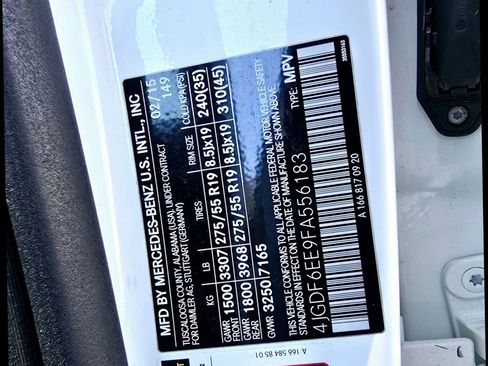 MFD BY MERCEDES-BENZ U.S. INTL., INC
TUSCALOOSA COUNTY, ALABAMA (USA), UNDER CONTRACT 02/15
FOR DAIMLER AG, STUTTGART (GERMANY) 149
KG LB TIRES RIM SIZE COLD KPA(PSI)
GAWR FRONT 1500 3307 275/55 R19 8.5Jx19 240(35)
GAWR REAR 1800 3968 275/55 R19 8.5Jx19 310(45)
GVWR 3250/7165
THIS VEHICLE CONFORMS TO ALL APPLICABLE FEDERAL MOTOR VEHICLE SAFETY
STANDARDS IN EFFECT ON THE DATE OF MANUFACTURE SHOWN ABOVE.
4JGDF6EE9FA556183 TYPE: MPV
A 166 817 09 20
A 166 584 85 01